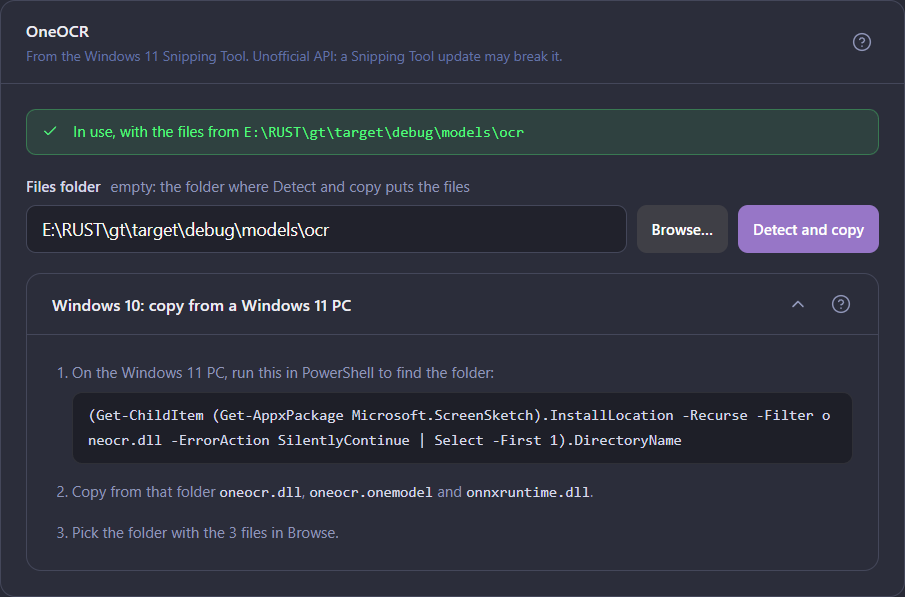 OneOCR
From the Windows 11 Snipping Tool. Unofficial API: a Snipping Tool update may break it.
In use, with the files from E:\RUST\gt\target\debug\models\ocr
Files folder empty: the folder where Detect and copy puts the files
E:\RUST\gt\target\debug\models\ocr
Browse...
Detect and copy
Windows 10: copy from a Windows 11 PC
1. On the Windows 11 PC, run this in PowerShell to find the folder:
(Get-ChildItem (Get-AppxPackage Microsoft.ScreenSketch).InstallLocation -Recurse -Filter o
neocr.dll -ErrorAction SilentlyContinue | Select -First 1).DirectoryName
2. Copy from that folder oneocr.dll, oneocr.onemodel and onnxruntime.dll.
3. Pick the folder with the 3 files in Browse.